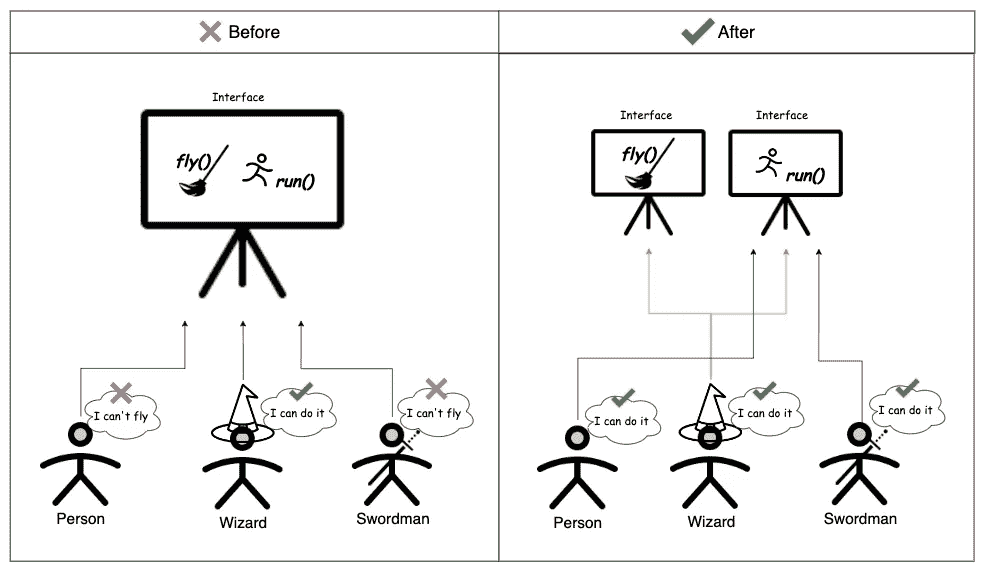 Before
After
Interface
fly()
run()
I can't fly
I can do it
I can't fly
Person
Wizard
Swordman
Interface
Interface
fly()
run()
I can do it
I can do it
I can do it
Person
Wizard
Swordman